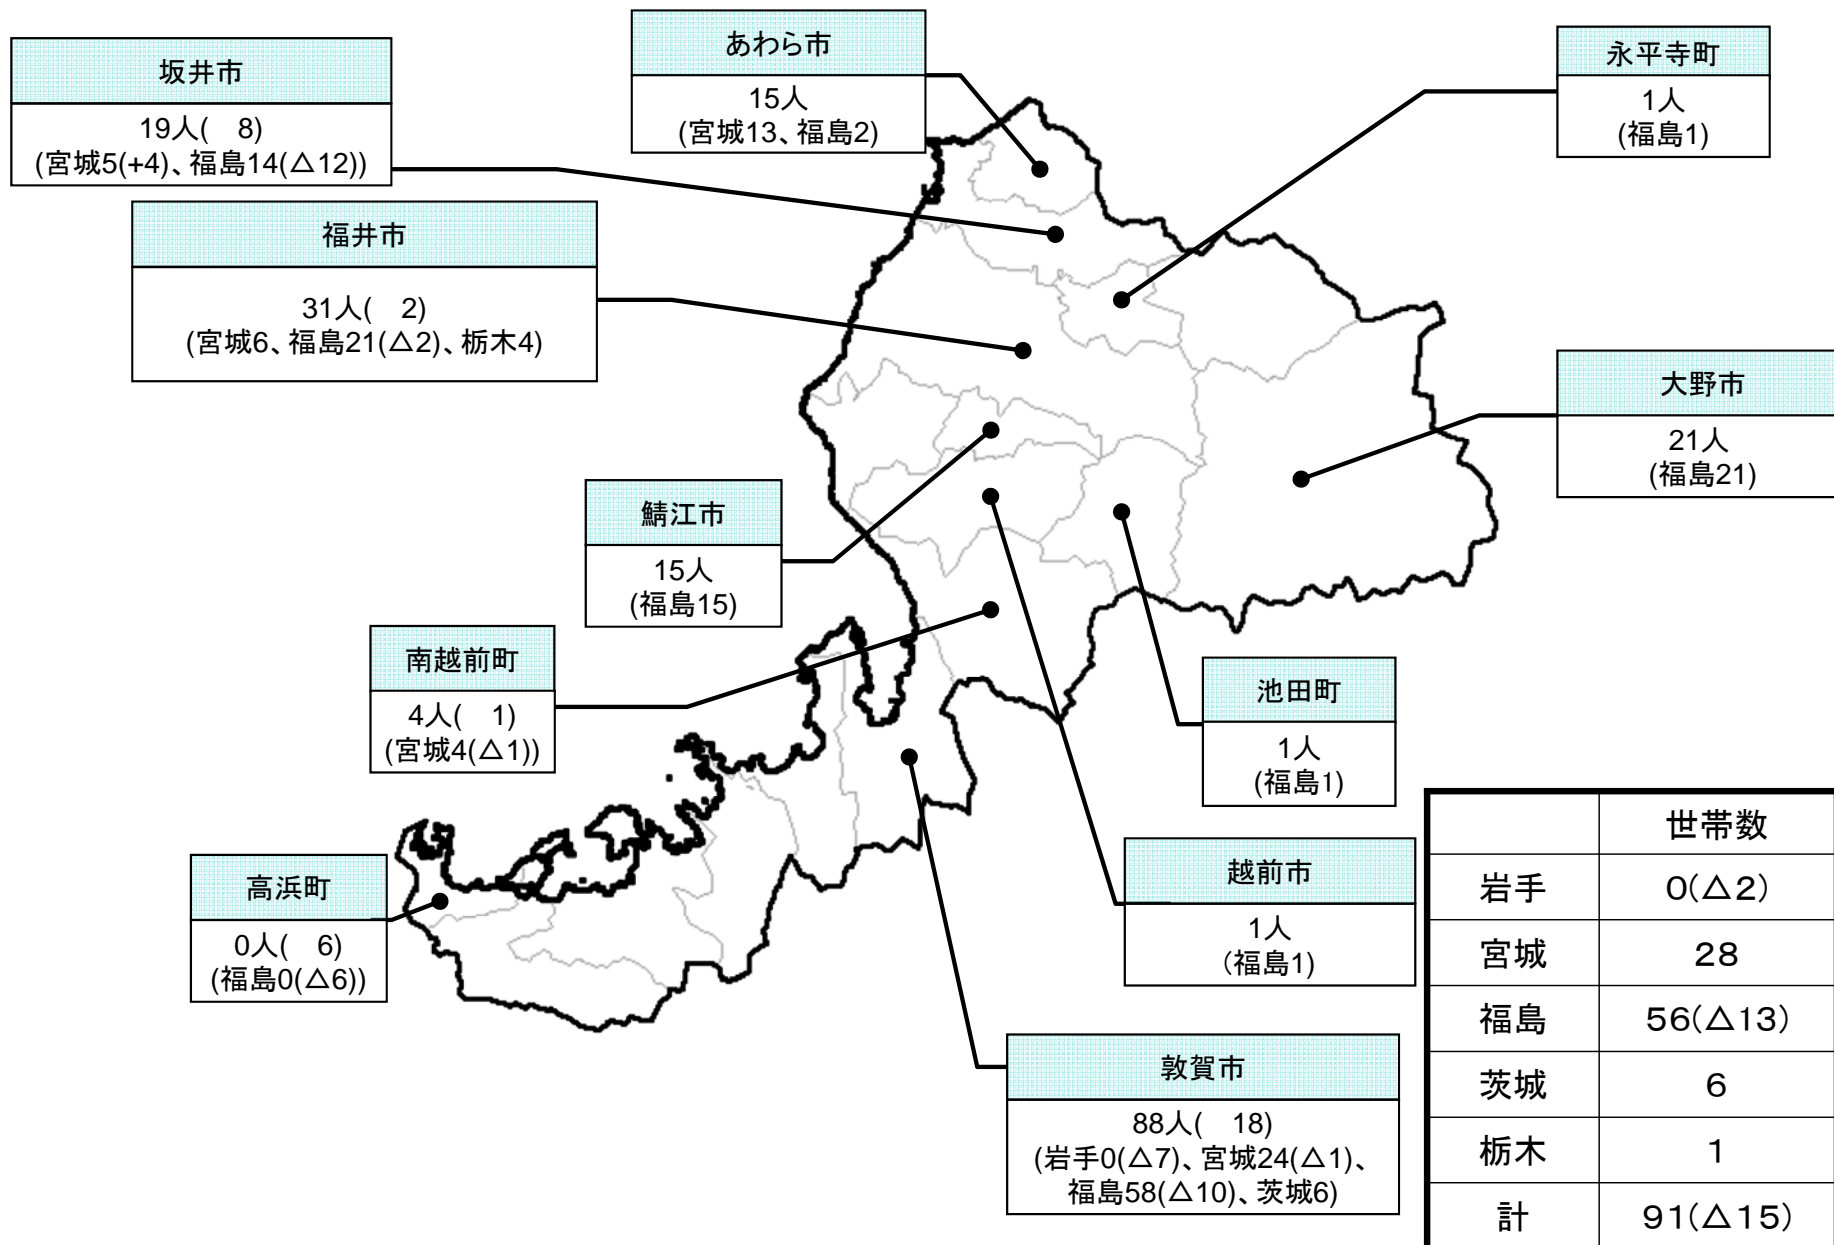 坂井市
19人(　8)
(宮城5(+4)、福島14(△12))
あわら市
15人
(宮城13、福島2)
永平寺町
1人
(福島1)
福井市
31人(　2)
(宮城6、福島21(△2)、栃木4)
大野市
21人
(福島21)
鯖江市
15人
(福島15)
南越前町
4人(　1)
(宮城4(△1))
池田町
1人
(福島1)
高浜町
0人(　6)
(福島0(△6))
越前市
1人
(福島1)
敦賀市
88人(　18)
(岩手0(△7)、宮城24(△1)、
福島58(△10)、茨城6)
世帯数
岩手 0(△2)
宮城 28
福島 56(△13)
茨城 6
栃木 1
計 91(△15)